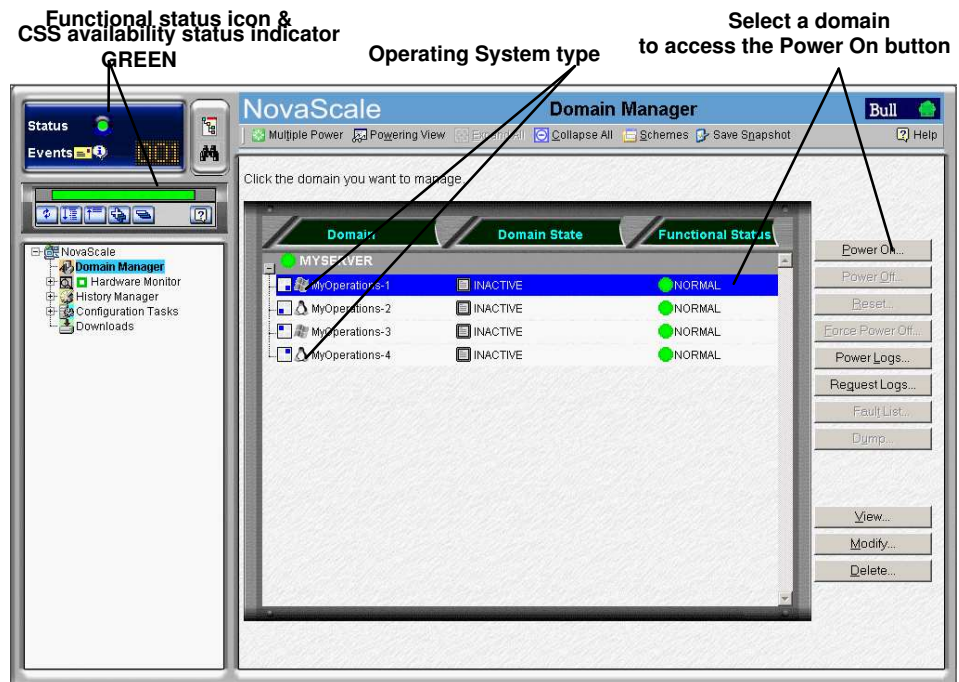 Functional status icon &
CSS availability status indicator
GREEN
Operating System type
Select a domain
to access the Power On button
Status
Events
NovaScale
Domain Manager
Bull
Multiple Power
Powering View
Expand All
Collapse All
Schemes
Save Snapshot
Help
Click the domain you want to manage.
NovaScale
Domain Manager
Hardware Monitor
History Manager
Configuration Tasks
Downloads
Domain
Domain State
Functional Status
MYSERVER
MyOperations-1 INACTIVE NORMAL
MyOperations-2 INACTIVE NORMAL
MyOperations-3 INACTIVE NORMAL
MyOperations-4 INACTIVE NORMAL
Power On...
Power Off...
Reset...
Force Power Off...
Power Logs...
Request Logs...
Fault List...
Dump...
View...
Modify...
Delete...